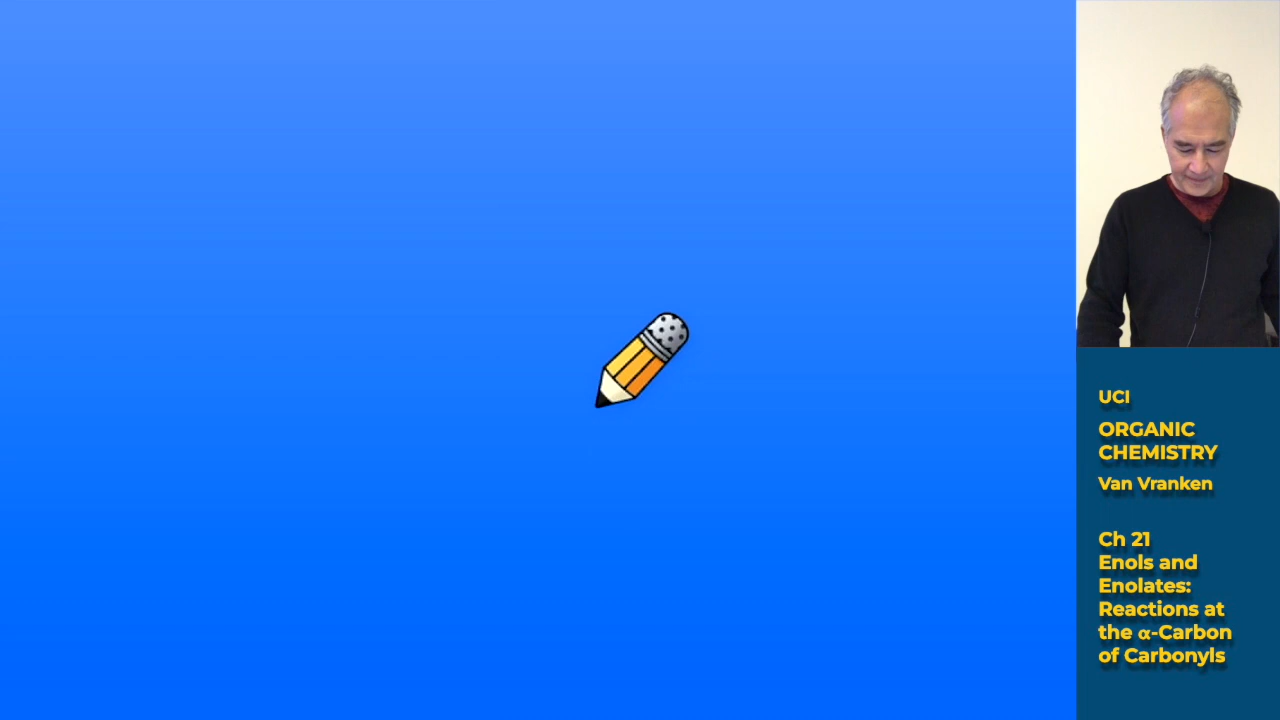 UCI
ORGANIC
CHEMISTRY
Van Vranken
Ch 21
Enols and
Enolates:
Reactions at
the α-Carbon
of Carbonyls